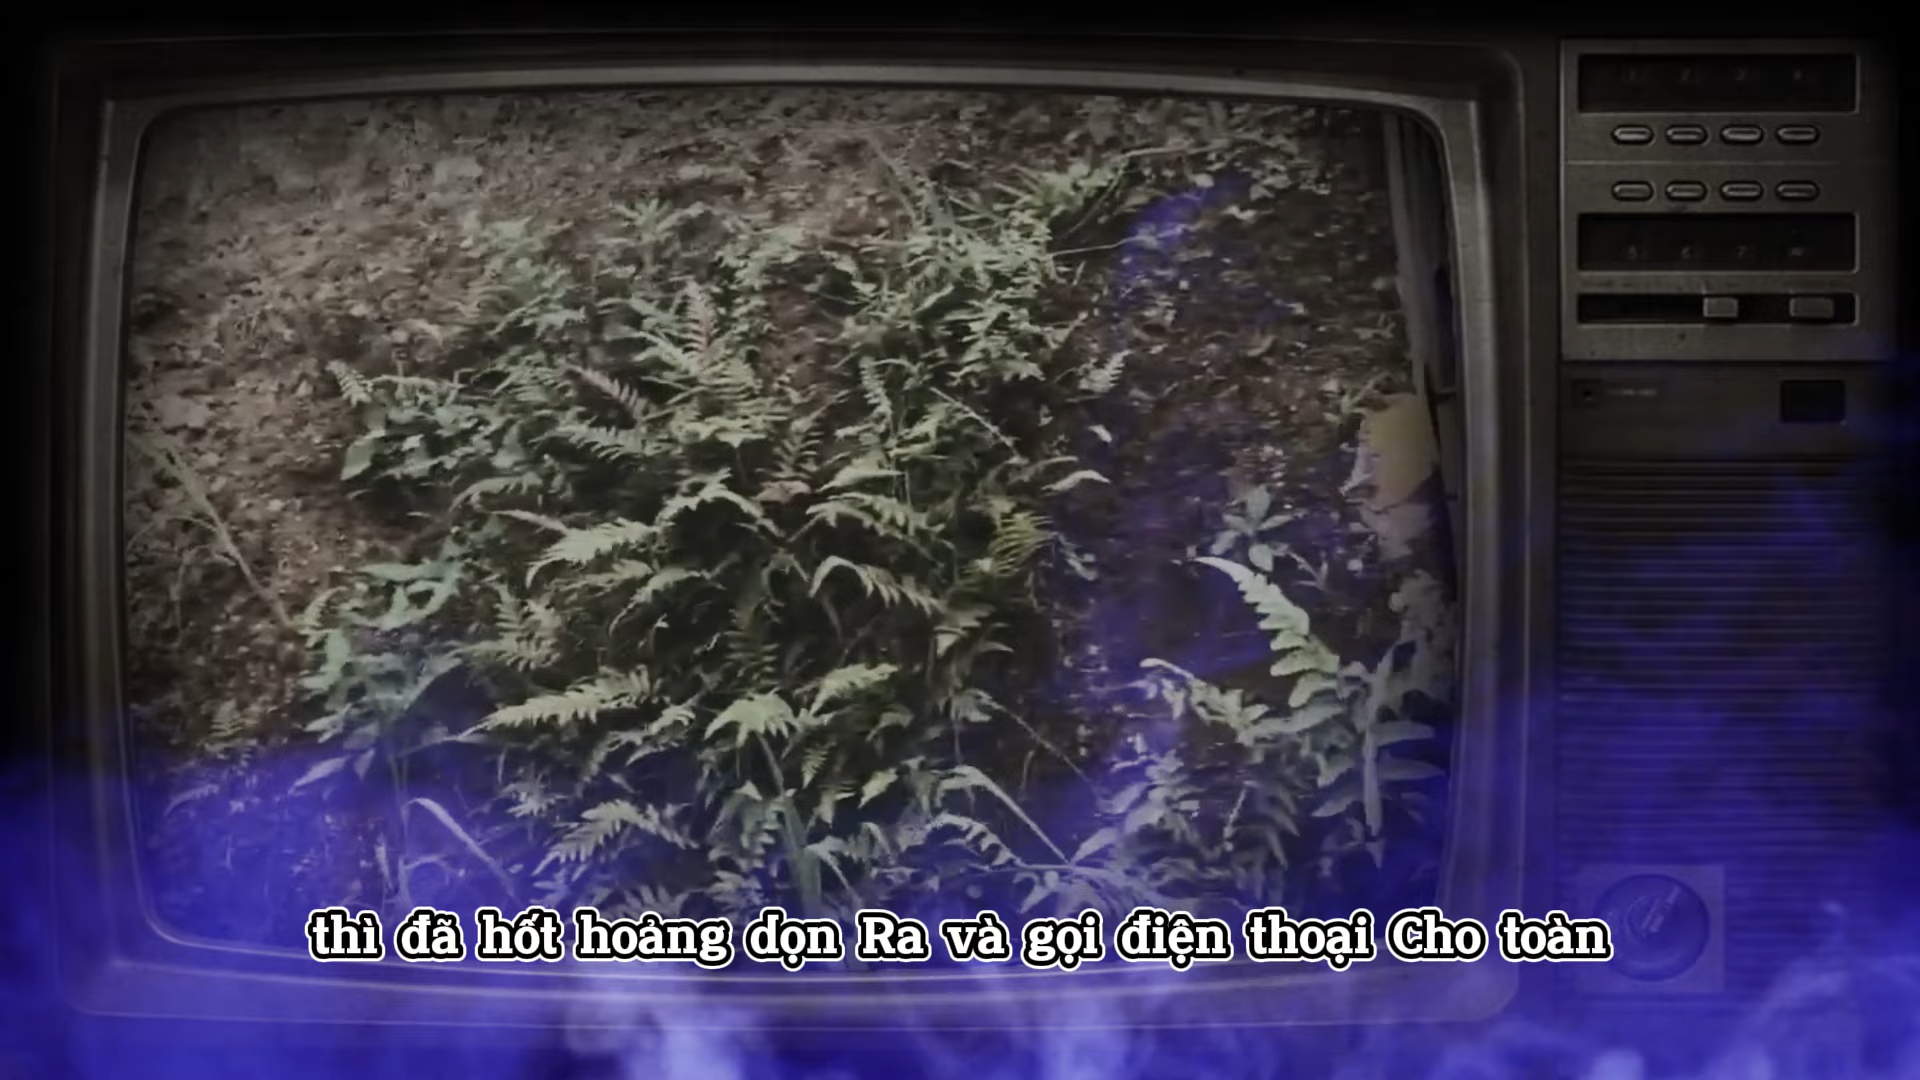 thì đã hốt hoảng dọn Ra và gọi điện thoại Cho toàn